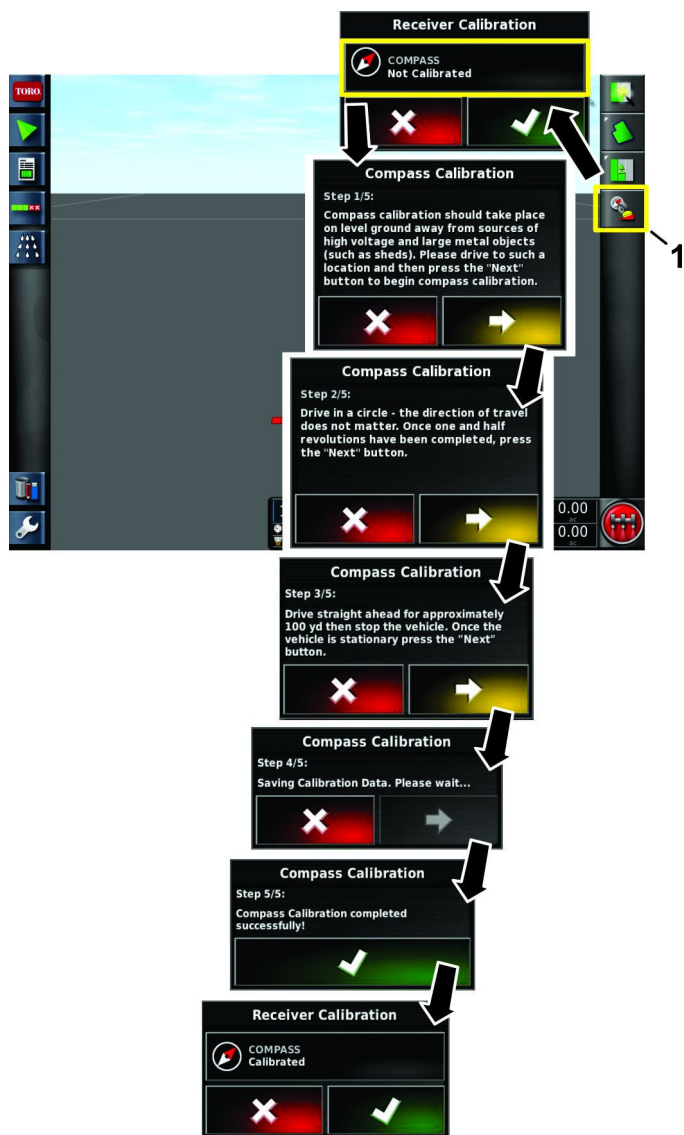 Receiver Calibration
COMPASS
Not Calibrated
TORO
1
Compass Calibration
Step 1/5:
Compass calibration should take place
on level ground away from sources of
high voltage and large metal objects
(such as sheds). Please drive to such a
location and then press the "Next"
button to begin compass calibration.
Compass Calibration
Step 2/5:
Drive in a circle - the direction of travel
does not matter. Once one and half
revolutions have been completed, press
the "Next" button.
0.00
ac
0.00
ac
Compass Calibration
Step 3/5:
Drive straight ahead for approximately
100 yd then stop the vehicle. Once the
vehicle is stationary press the "Next"
button.
Compass Calibration
Step 4/5:
Saving Calibration Data. Please wait...
Compass Calibration
Step 5/5:
Compass Calibration completed
successfully!
Receiver Calibration
COMPASS
Calibrated